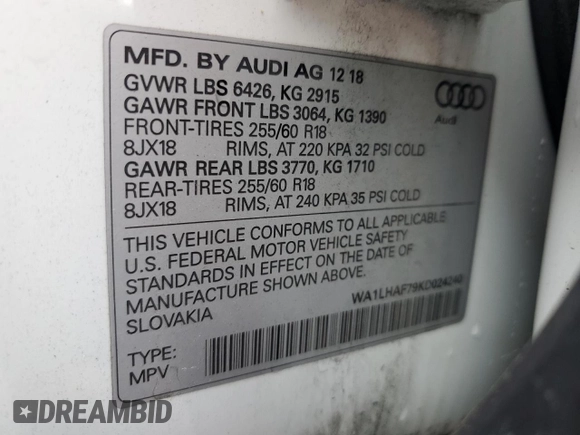 MFD. BY AUDI AG 12 18
GVWR LBS 6426, KG 2915
GAWR FRONT LBS 3064, KG 1390
FRONT-TIRES 255/60 R18
8JX18 RIMS, AT 220 KPA 32 PSI COLD
GAWR REAR LBS 3770, KG 1710
REAR-TIRES 255/60 R18
8JX18 RIMS, AT 240 KPA 35 PSI COLD
Audi
THIS VEHICLE CONFORMS TO ALL APPLICABLE
U.S. FEDERAL MOTOR VEHICLE SAFETY
STANDARDS IN EFFECT ON THE DATE OF
MANUFACTURE SHOWN ABOVE.
SLOVAKIA
WA1LHAF79KD024240
TYPE:
MPV
DREAMBID